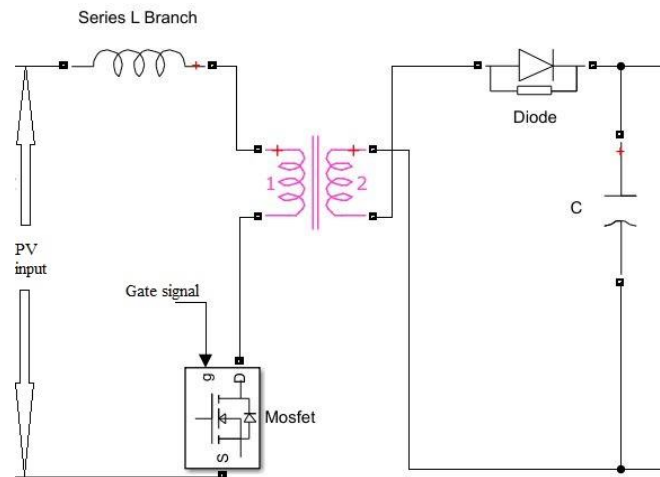 Series L Branch
+
Diode
+
+
1
2
+
C
PV
input
Gate signal
g
D
Mosfet
S